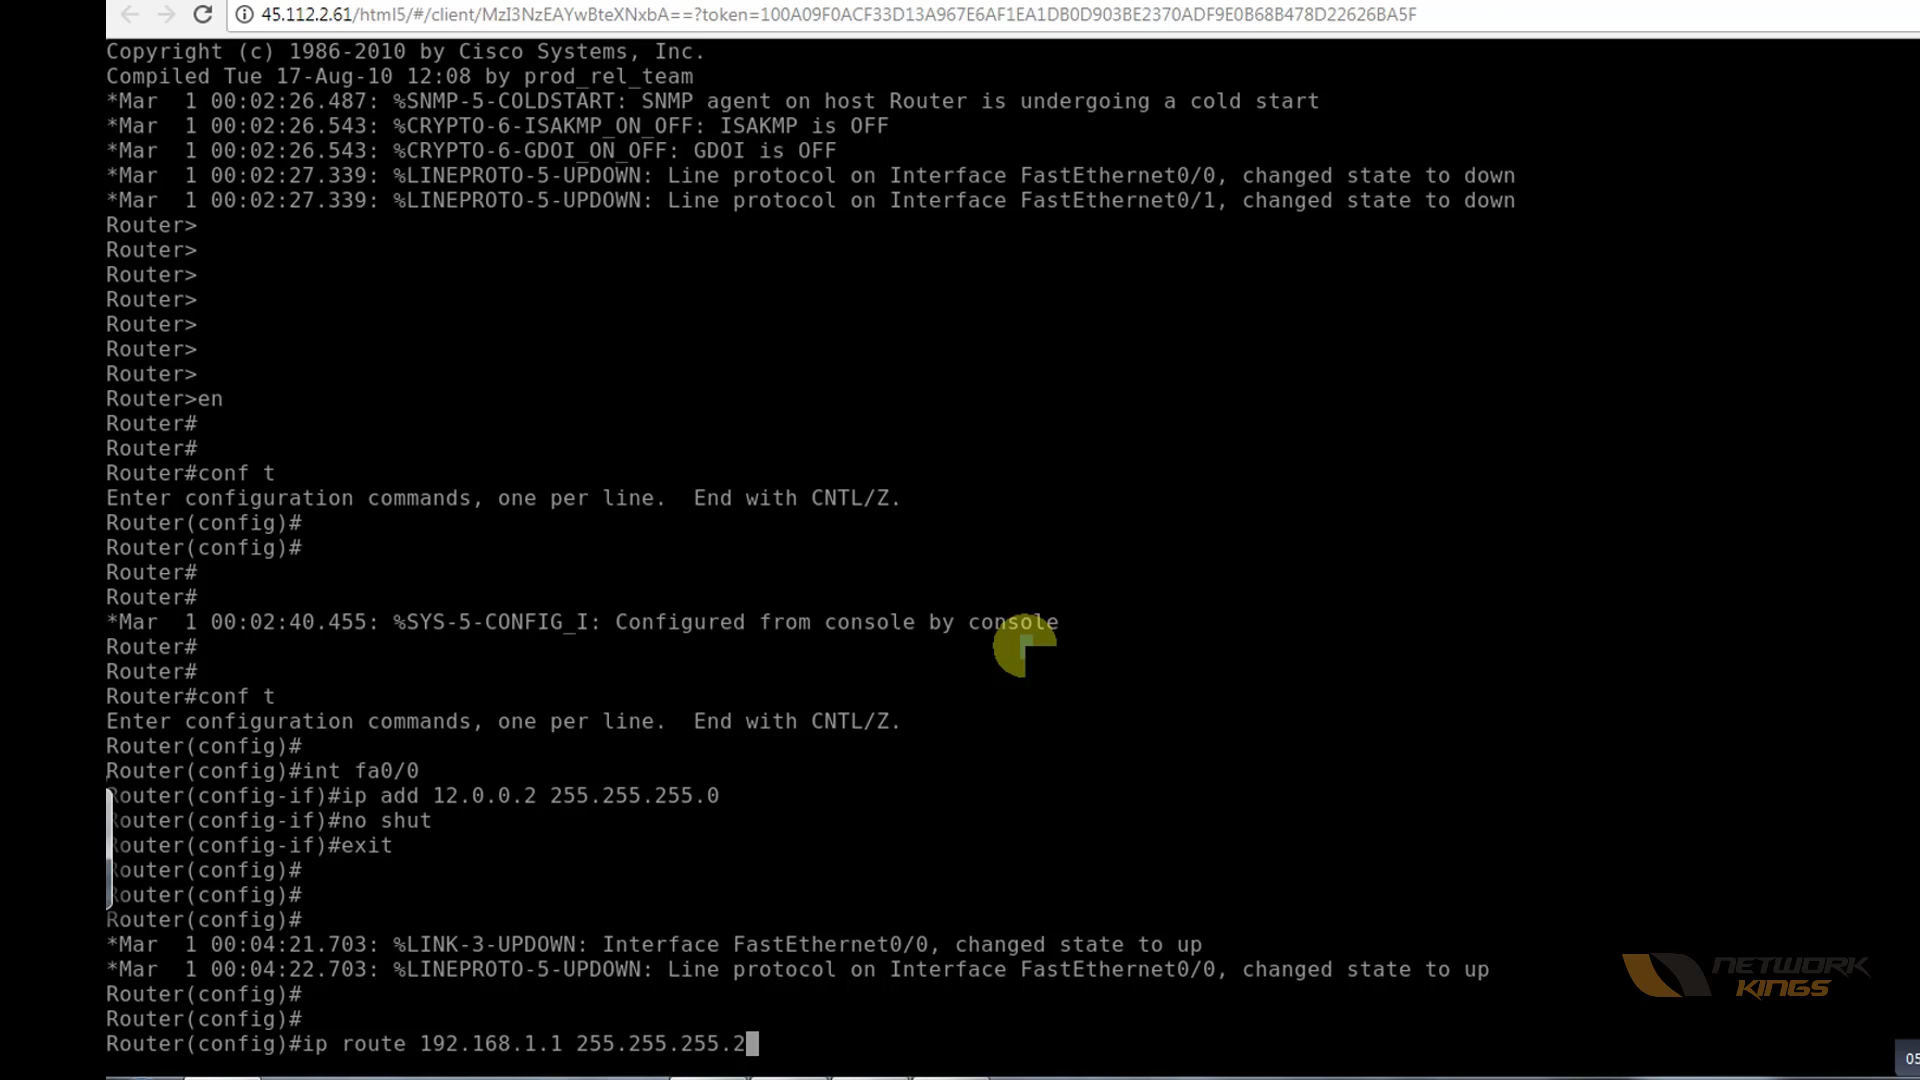 45.112.2.61/html5/#/client/MzI3NzEAYwBteXNxbA==?token=100A09F0ACF33D13A967E6AF1EA1DB0D903BE2370ADF9E0B68B478D22626BA5F
Copyright (c) 1986-2010 by Cisco Systems, Inc.
Compiled Tue 17-Aug-10 12:08 by prod_rel_team
*Mar  1 00:02:26.487: %SNMP-5-COLDSTART: SNMP agent on host Router is undergoing a cold start
*Mar  1 00:02:26.543: %CRYPTO-6-ISAKMP_ON_OFF: ISAKMP is OFF
*Mar  1 00:02:26.543: %CRYPTO-6-GDOI_ON_OFF: GDOI is OFF
*Mar  1 00:02:27.339: %LINEPROTO-5-UPDOWN: Line protocol on Interface FastEthernet0/0, changed state to down
*Mar  1 00:02:27.339: %LINEPROTO-5-UPDOWN: Line protocol on Interface FastEthernet0/1, changed state to down
Router>
Router>
Router>
Router>
Router>
Router>
Router>
Router>en
Router#
Router#
Router#conf t
Enter configuration commands, one per line.  End with CNTL/Z.
Router(config)#
Router(config)#
Router#
Router#
*Mar  1 00:02:40.455: %SYS-5-CONFIG_I: Configured from console by console
Router#
Router#
Router#conf t
Enter configuration commands, one per line.  End with CNTL/Z.
Router(config)#
Router(config)#int fa0/0
Router(config-if)#ip add 12.0.0.2 255.255.255.0
Router(config-if)#no shut
Router(config-if)#exit
Router(config)#
Router(config)#
Router(config)#
*Mar  1 00:04:21.703: %LINK-3-UPDOWN: Interface FastEthernet0/0, changed state to up
*Mar  1 00:04:22.703: %LINEPROTO-5-UPDOWN: Line protocol on Interface FastEthernet0/0, changed state to up
Router(config)#
Router(config)#
Router(config)#ip route 192.168.1.1 255.255.255.2
NETWORK
KINGS
05